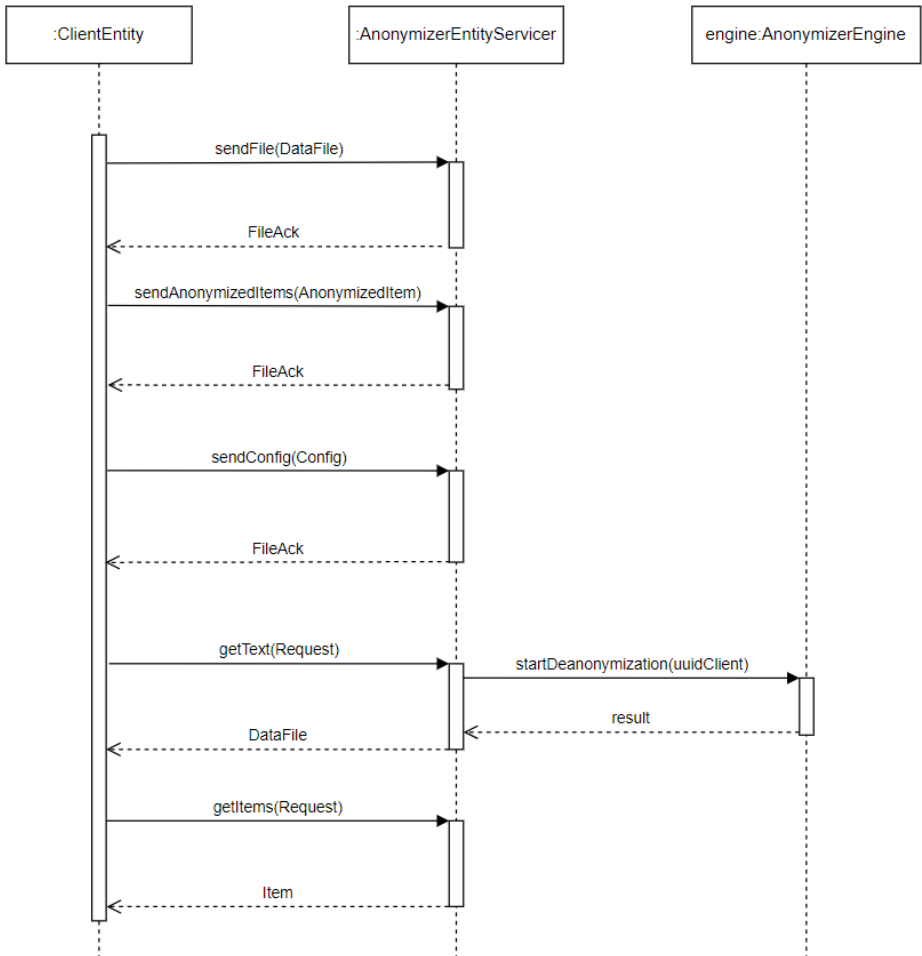 :ClientEntity
:AnonymizerEntityServicer
engine:AnonymizerEngine
sendFile(DataFile)
FileAck
sendAnonymizedItems(AnonymizedItem)
FileAck
sendConfig(Config)
FileAck
getText(Request)
startDeanonymization(uuidClient)
result
DataFile
getItems(Request)
Item